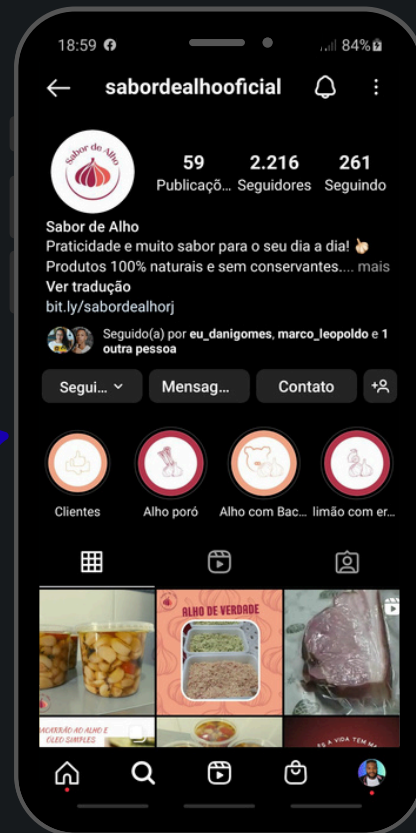 18:59
84%
sabordealhooficial
Sabor de Alho
59
2.216
261
Publicaçõ...
Seguidores
Seguindo
Sabor de Alho
Praticidade e muito sabor para o seu dia a dia!
Produtos 100% naturais e sem conservantes.... mais
Ver tradução
bit.ly/sabordealhorj
Seguido(a) por eu_danigomes, marco_leopoldo e 1
outra pessoa
Segui...
Mensag...
Contato
Clientes
Alho poró
Alho com Bac...
limão com er...
ALHO DE VERDADE
MACARRÃO AO ALHO E
ÓLEO SIMPLES
A VIDA TEM